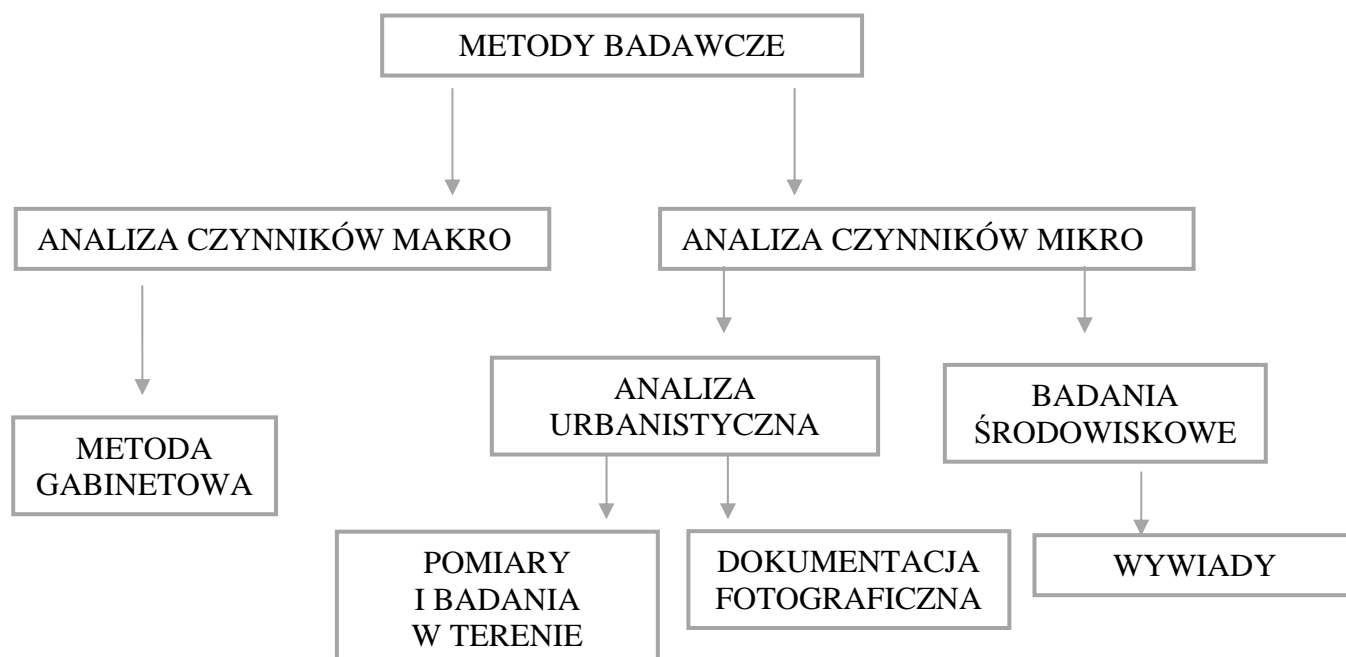 METODY BADAWCZE
ANALIZA CZYNNIKÓW MAKRO
ANALIZA CZYNNIKÓW MIKRO
METODA
GABINETOWA
ANALIZA
URBANISTYCZNA
BADANIA
ŚRODOWISKOWE
POMIARY
I BADANIA
W TERENIE
DOKUMENTACJA
FOTOGRAFICZNA
WYWIADY